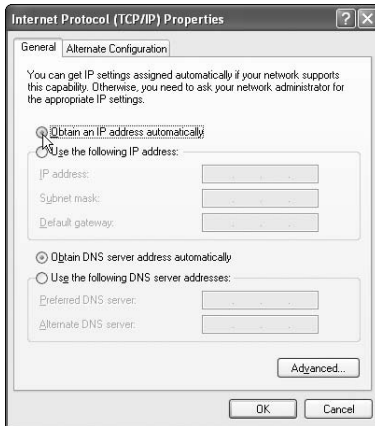 Internet Protocol (TCP/IP) Properties
General
Alternate Configuration
You can get IP settings assigned automatically if your network supports
this capability. Otherwise, you need to ask your network administrator for
the appropriate IP settings.
Obtain an IP address automatically
Use the following IP address:
IP address:
Subnet mask:
Default gateway:
Obtain DNS server address automatically
Use the following DNS server addresses:
Preferred DNS server:
Alternate DNS server:
Advanced...
OK
Cancel